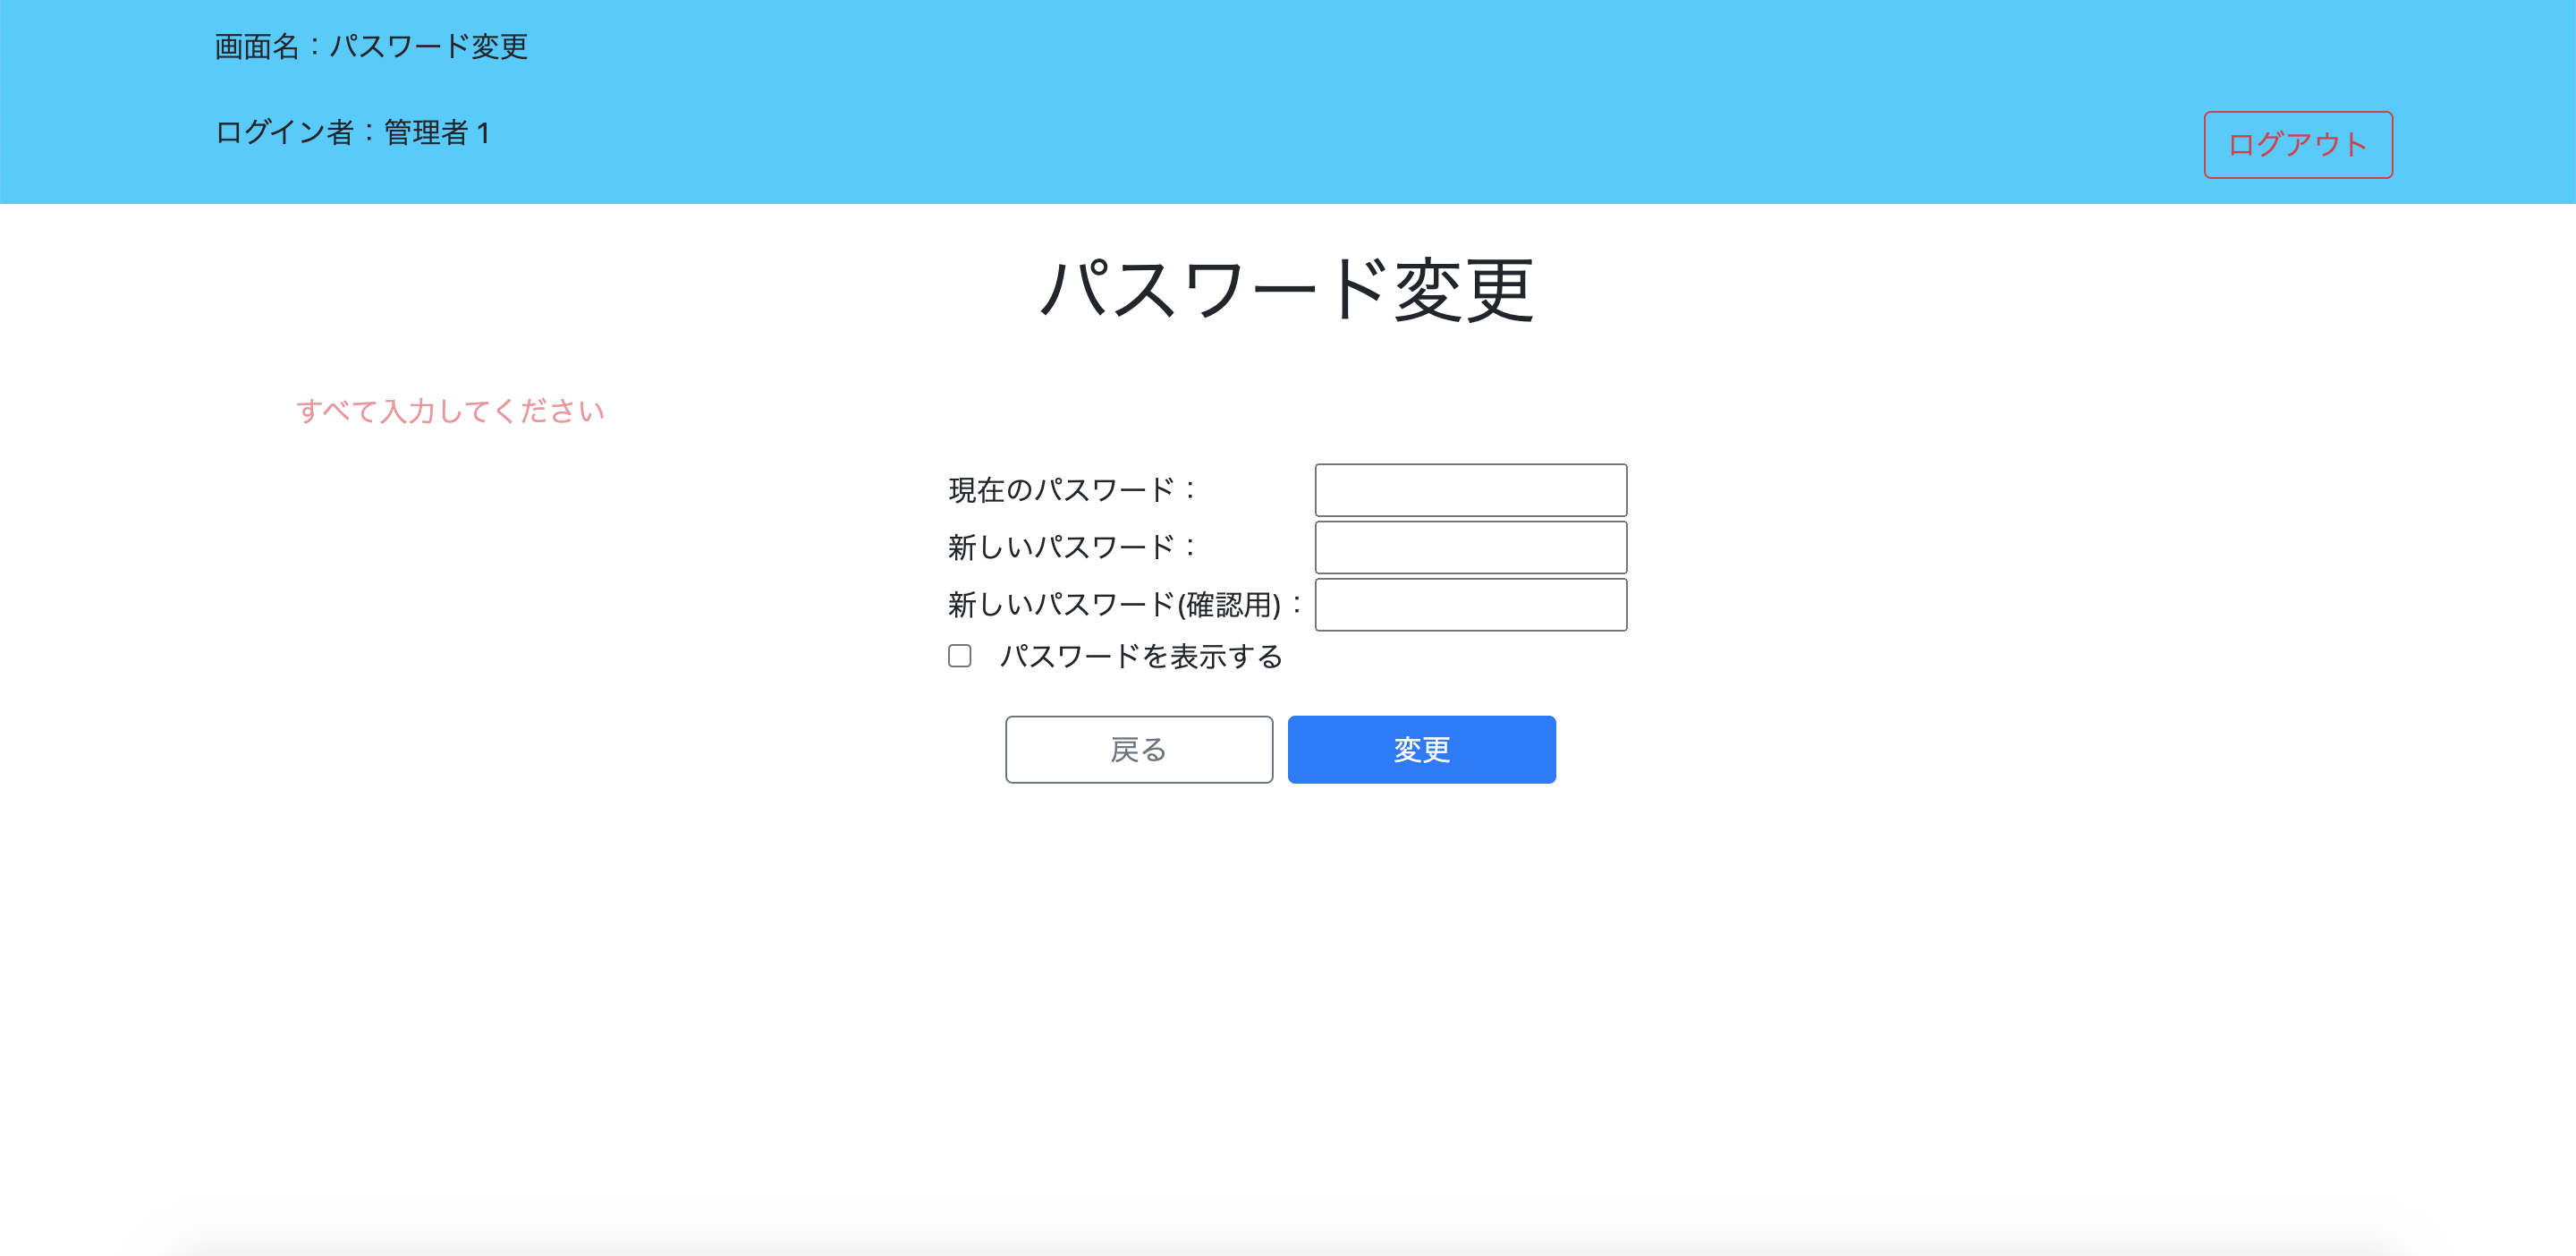 画面名：パスワード変更
ログイン者：管理者１
ログアウト
パスワード変更
すべて入力してください
現在のパスワード：
新しいパスワード：
新しいパスワード(確認用)：
パスワードを表示する
戻る
変更